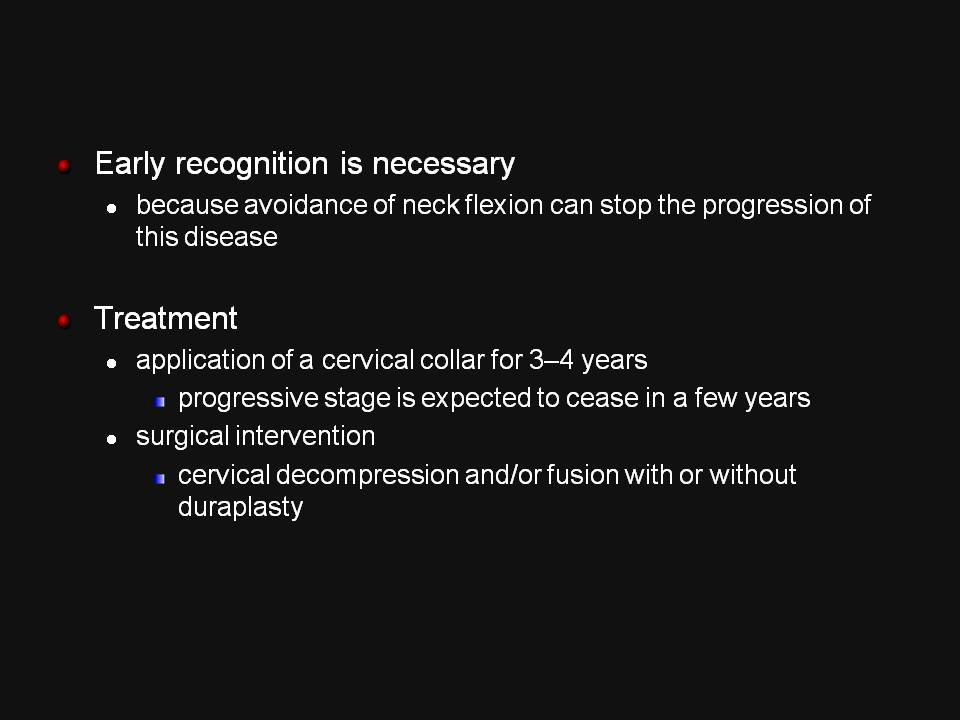 Early recognition is necessary
because avoidance of neck flexion can stop the progression of
this disease
Treatment
application of a cervical collar for 3–4 years
progressive stage is expected to cease in a few years
surgical intervention
cervical decompression and/or fusion with or without
duraplasty